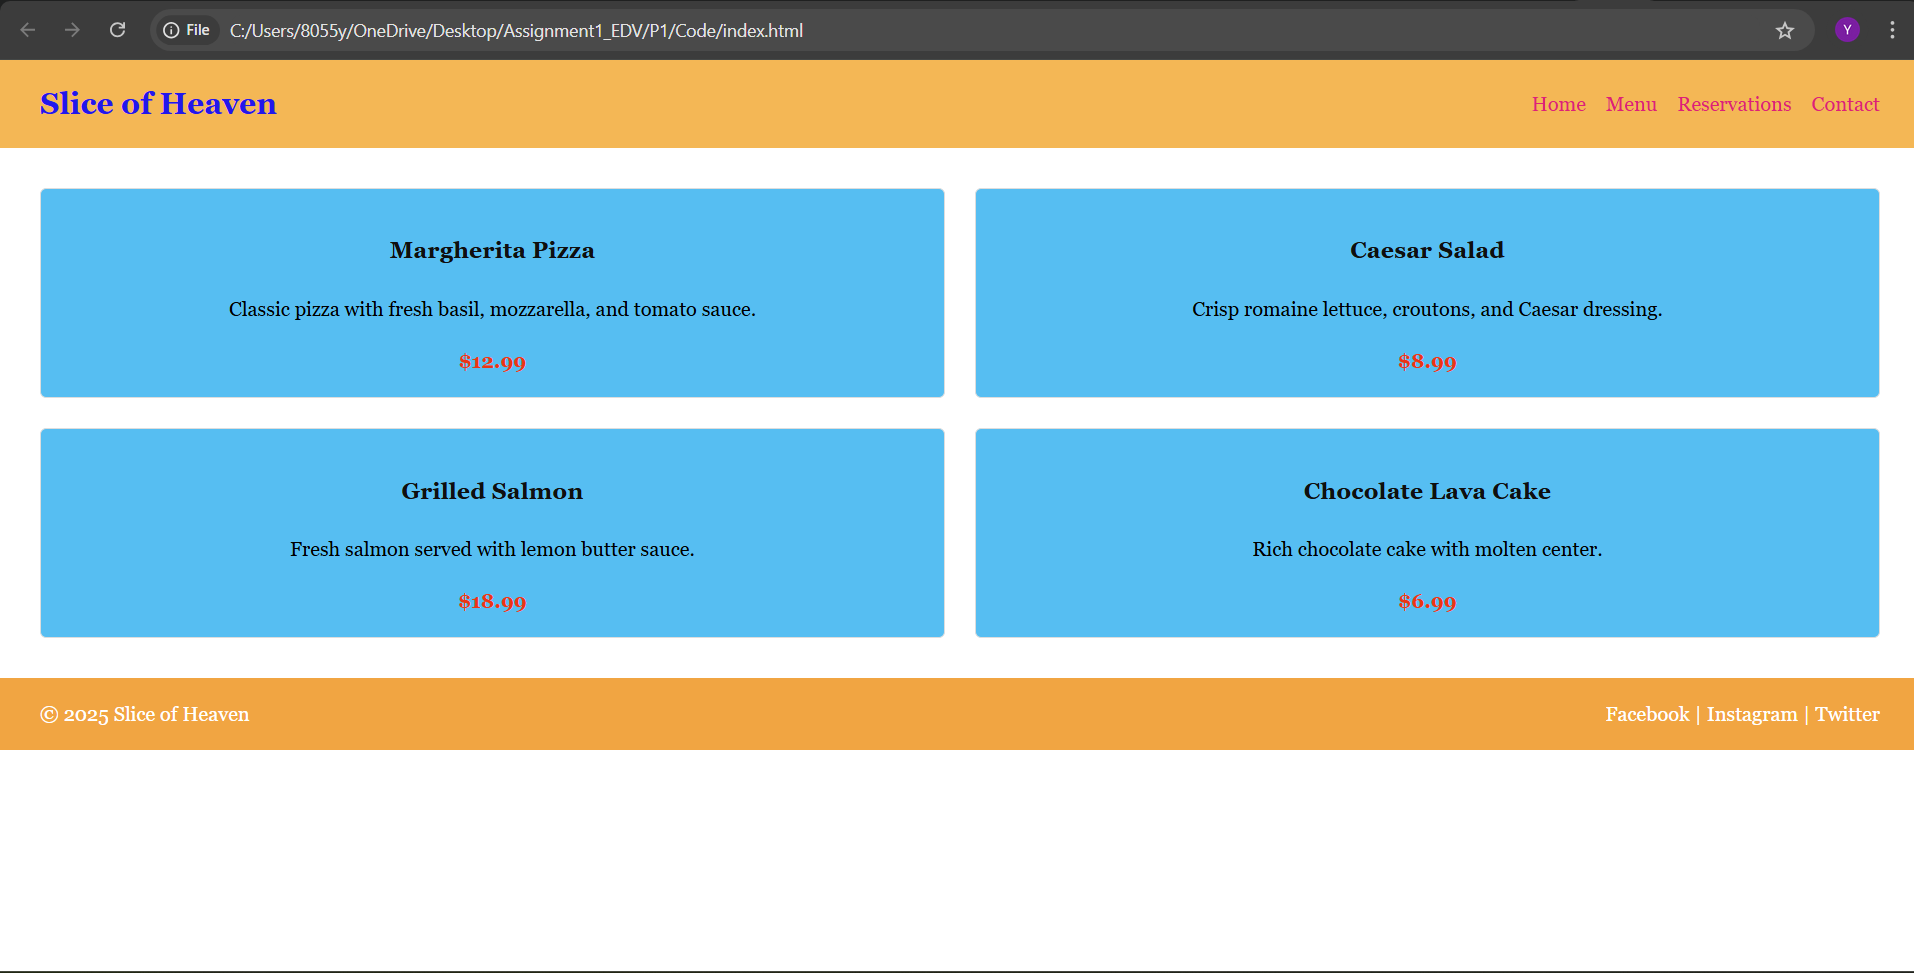 File C:/Users/8055y/OneDrive/Desktop/Assignment1_EDV/P1/Code/index.html Y
Slice of Heaven
Home Menu Reservations Contact
Margherita Pizza
Classic pizza with fresh basil, mozzarella, and tomato sauce.
$12.99
Caesar Salad
Crisp romaine lettuce, croutons, and Caesar dressing.
$8.99
Grilled Salmon
Fresh salmon served with lemon butter sauce.
$18.99
Chocolate Lava Cake
Rich chocolate cake with molten center.
$6.99
© 2025 Slice of Heaven
Facebook | Instagram | Twitter